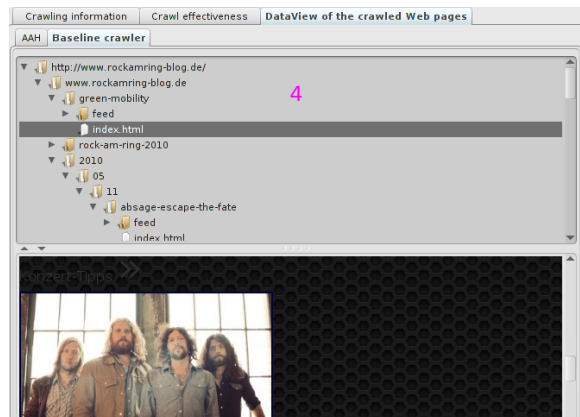 Crawling information Crawl effectiveness DataView of the crawled Web pages
AAH Baseline crawler
http://www.rockamring-blog.de/
www.rockamring-blog.de
green-mobility
4
feed
index.html
rock-am-ring-2010
2010
05
11
absage-escape-the-fate
feed
index.html
Konzert-Tipps